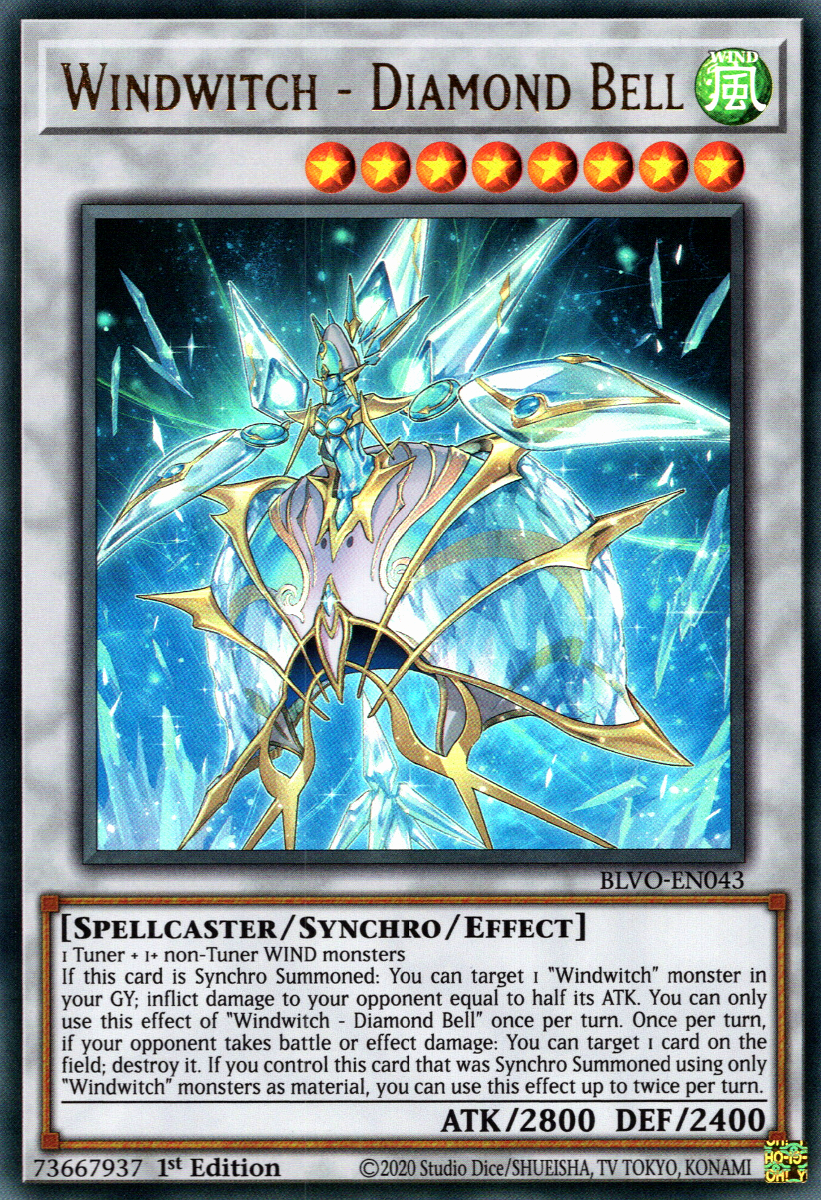 WINDWITCH - DIAMOND BELL
WIND
風
BLVO-EN043
[SPELLCASTER/SYNCHRO/EFFECT]
1 Tuner + 1+ non-Tuner WIND monsters
If this card is Synchro Summoned: You can target 1 "Windwitch" monster in
your GY; inflict damage to your opponent equal to half its ATK. You can only
use this effect of "Windwitch - Diamond Bell" once per turn. Once per turn,
if your opponent takes battle or effect damage: You can target 1 card on the
field; destroy it. If you control this card that was Synchro Summoned using only
"Windwitch" monsters as material, you can use this effect up to twice per turn.
ATK/2800 DEF/2400
73667937 1st Edition
©2020 Studio Dice/SHUEISHA, TV TOKYO, KONAMI